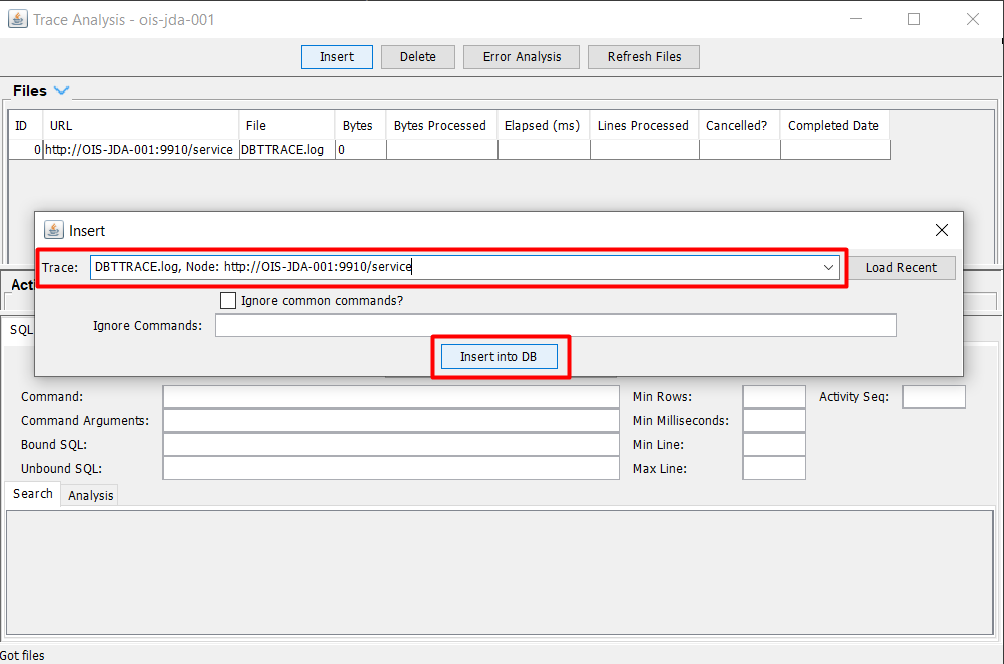 Trace Analysis - ois-jda-001
Insert Delete Error Analysis Refresh Files
Files
ID URL File Bytes Bytes Processed Elapsed (ms) Lines Processed Cancelled? Completed Date
0 http://OIS-JDA-001:9910/service DBTTRACE.log 0
Insert
Trace: DBTTRACE.log, Node: http://OIS-JDA-001:9910/service Load Recent
Acti
Ignore common commands?
SQL Ignore Commands:
Insert into DB
Command: Min Rows: Activity Seq:
Command Arguments: Min Milliseconds:
Bound SQL: Min Line:
Unbound SQL: Max Line:
Search Analysis
Got files